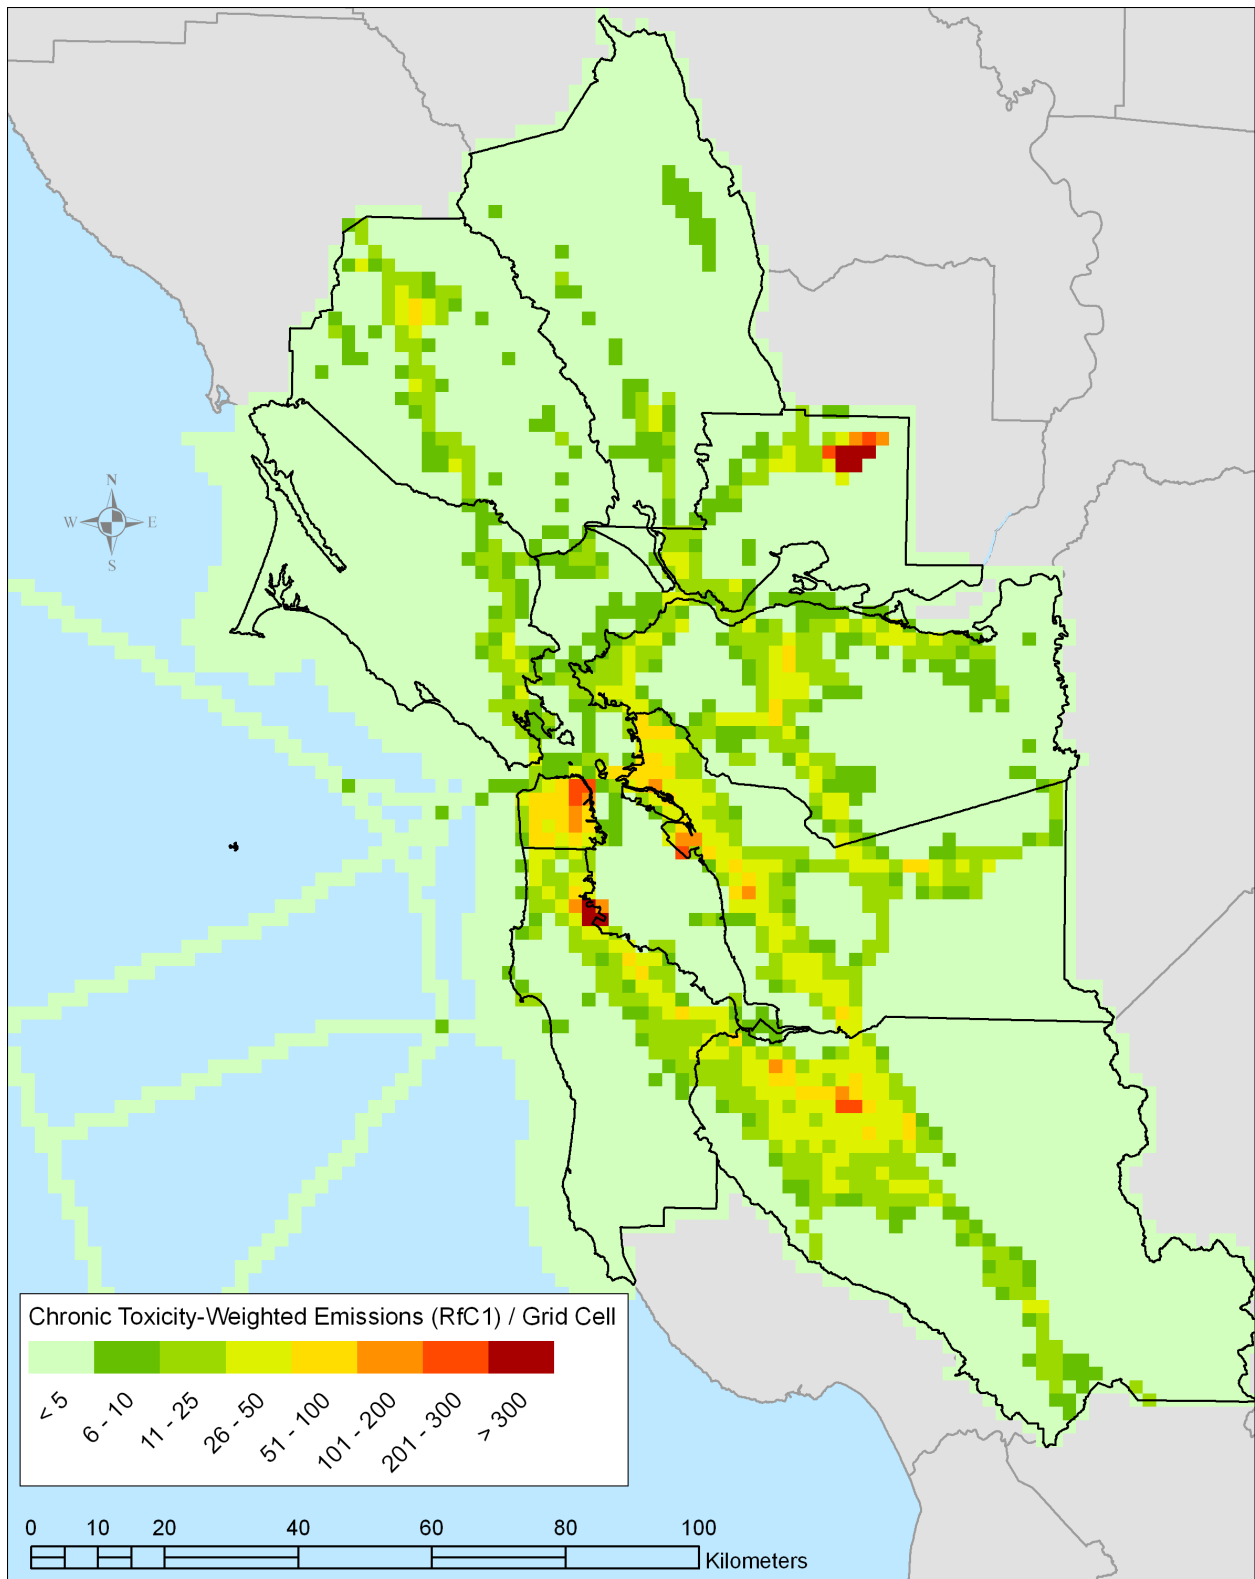 N
W E
S
Chronic Toxicity-Weighted Emissions (RfC1) / Grid Cell
< 5
6 - 10
11 - 25
26 - 50
51 - 100
101 - 200
201 - 300
> 300
0 10 20 40 60 80 100
Kilometers